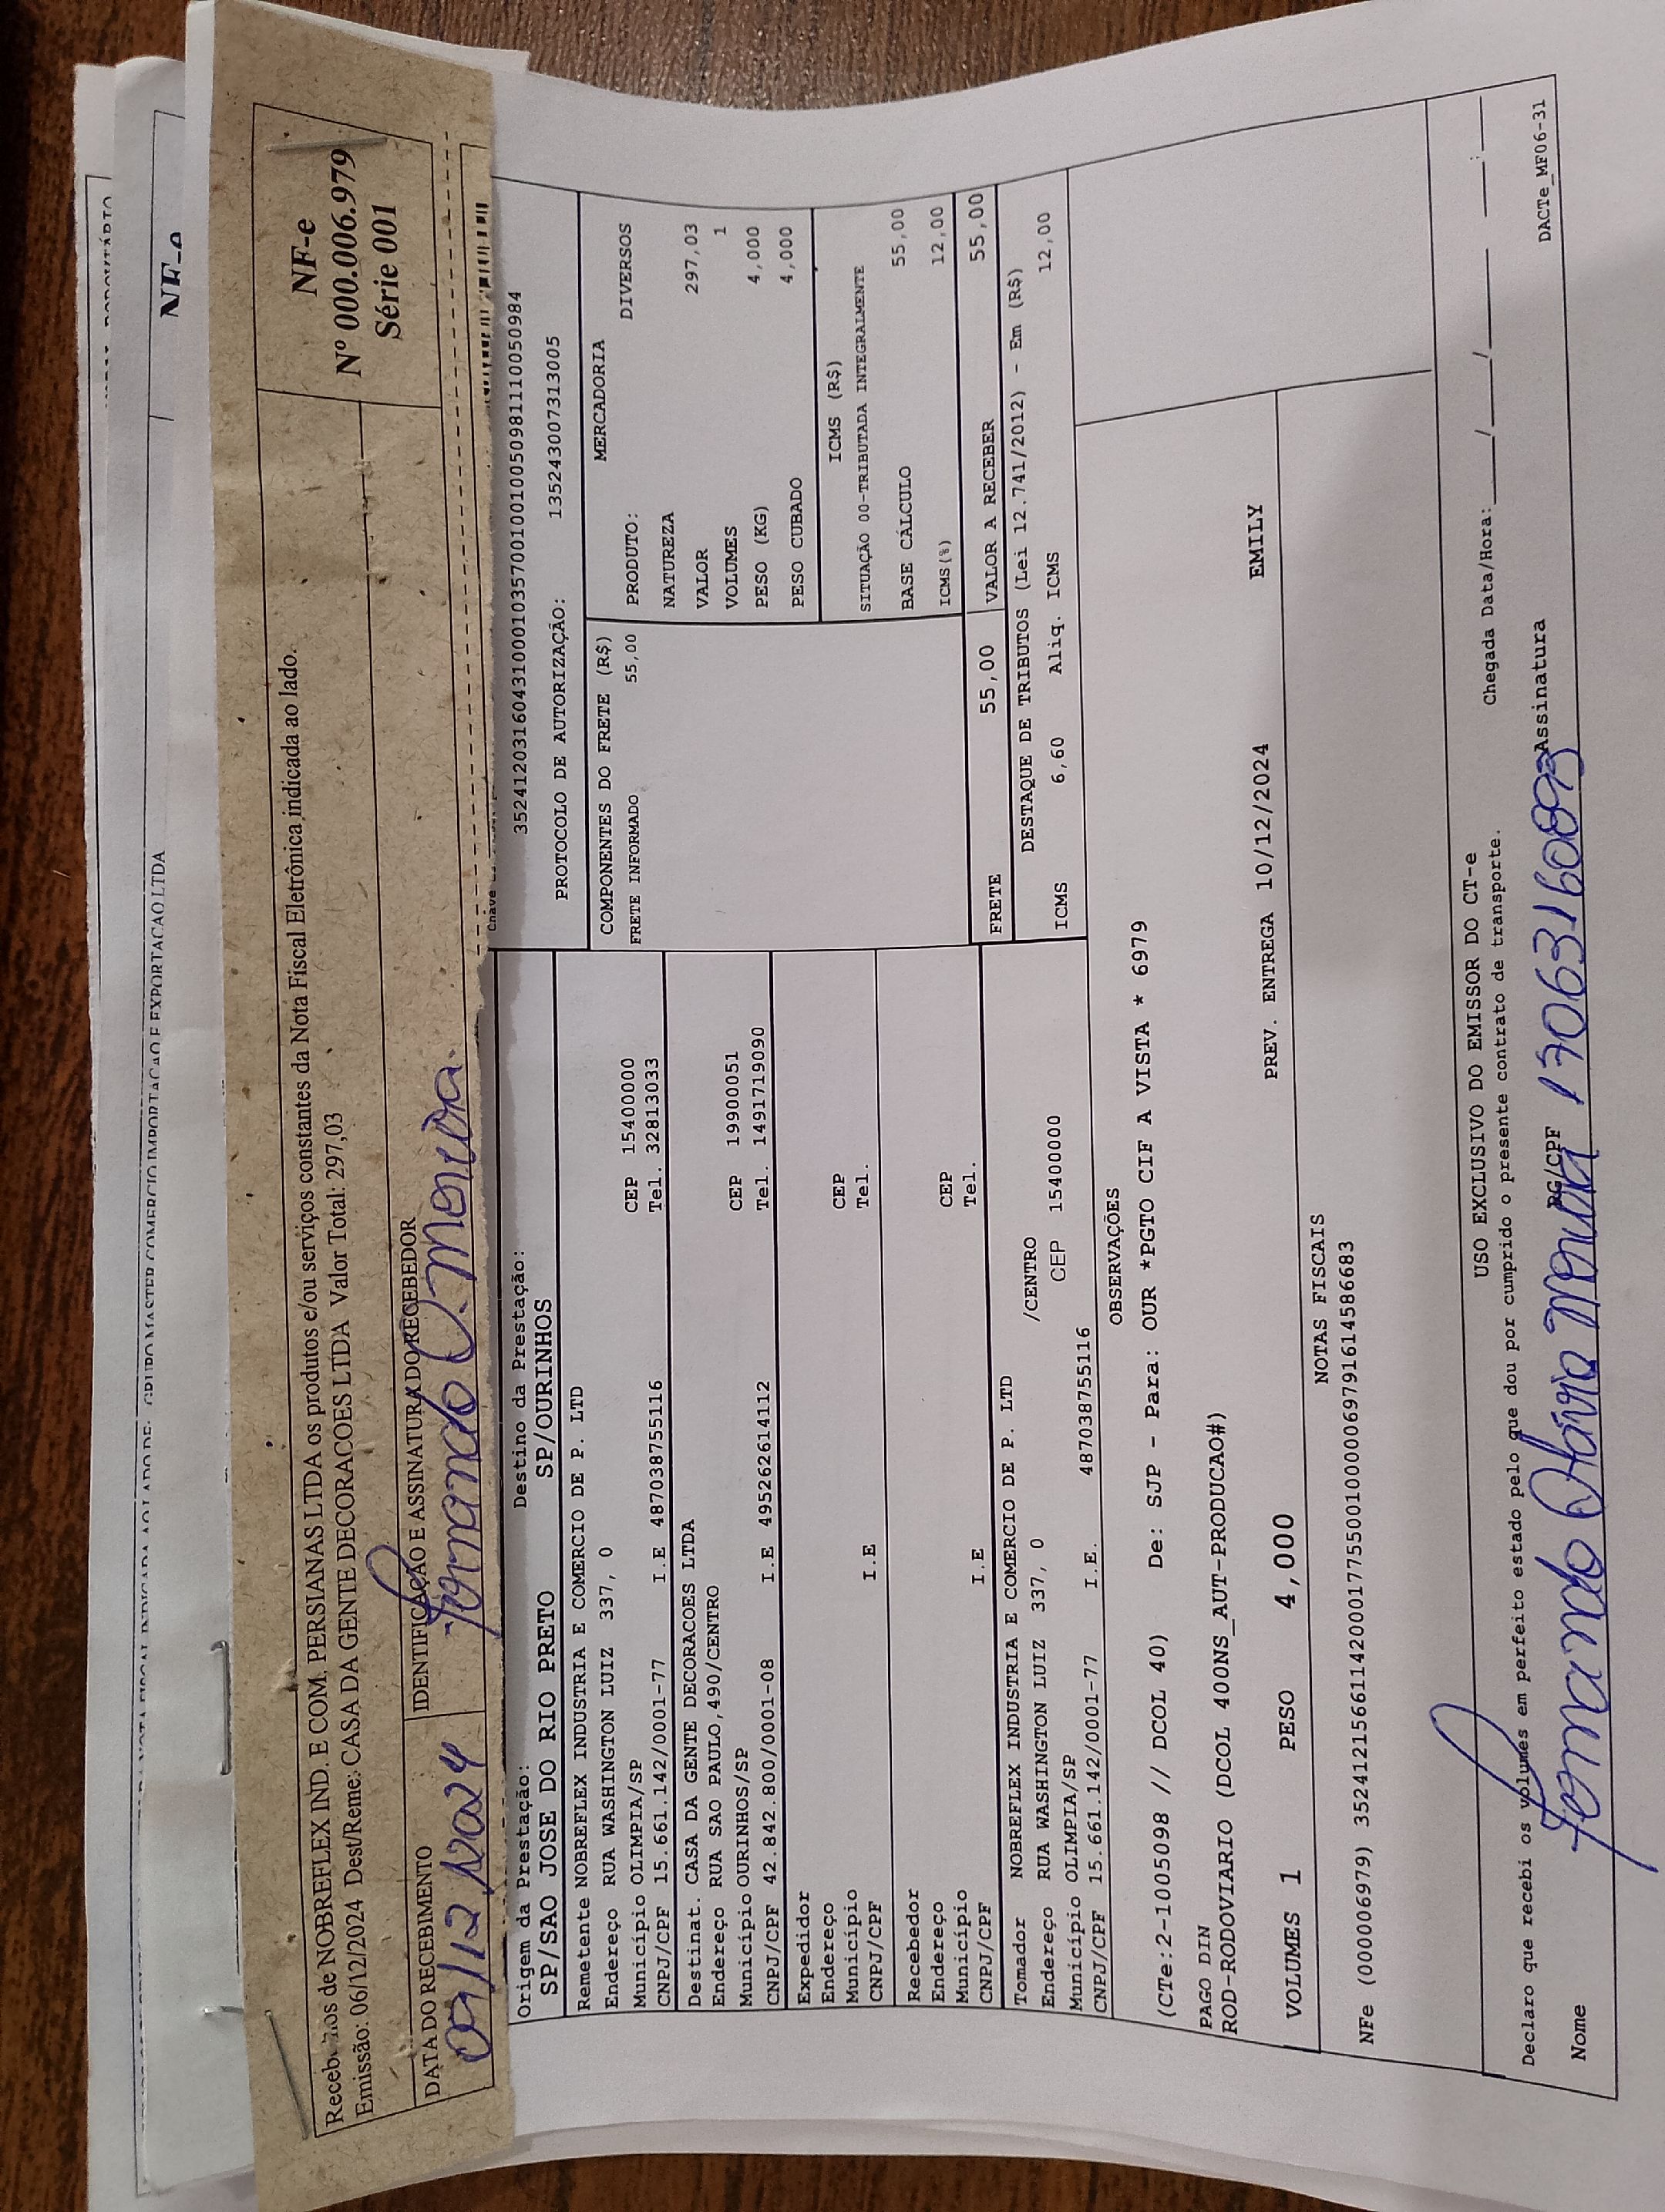 NF-e
Recebemos de NOBREFLEX IND. E COM. PERSIANAS LTDA os produtos e/ou serviços constantes da Nota Fiscal Eletrônica indicada ao lado.
Emissão: 06/12/2024 Dest/Reme: CASA DA GENTE DECORACOES LTDA Valor Total: 297,03
NF-e
Nº 000.006.979
Série 001
DATA DO RECEBIMENTO
09/12/2024
IDENTIFICAÇÃO E ASSINATURA DO RECEBEDOR
Fernando O. Moreira.
35241203160431000103570010010050981110050984
Origem da Prestação: Destino da Prestação:
SP/SAO JOSE DO RIO PRETO SP/OURINHOS
PROTOCOLO DE AUTORIZAÇÃO: 135243007313005
Remetente NOBREFLEX INDUSTRIA E COMERCIO DE P. LTD
Endereço RUA WASHINGTON LUIZ 337, 0
Município OLIMPIA/SP CEP 15400000
CNPJ/CPF 15.661.142/0001-77 I.E 487038755116 Tel. 32813033
Destinat. CASA DA GENTE DECORACOES LTDA
Endereço RUA SAO PAULO,490/CENTRO
Município OURINHOS/SP CEP 19900051
CNPJ/CPF 42.842.800/0001-08 I.E 495262614112 Tel. 1491719090
Expedidor
Endereço
Município CEP
CNPJ/CPF I.E Tel.
Recebedor
Endereço
Município CEP
CNPJ/CPF I.E Tel.
Tomador NOBREFLEX INDUSTRIA E COMERCIO DE P. LTD
Endereço RUA WASHINGTON LUIZ 337, 0 /CENTRO
Município OLIMPIA/SP CEP 15400000
CNPJ/CPF 15.661.142/0001-77 I.E. 487038755116
COMPONENTES DO FRETE (R$)
FRETE INFORMADO 55,00
MERCADORIA
PRODUTO: DIVERSOS
NATUREZA
VALOR 297,03
VOLUMES 1
PESO (KG) 4,000
PESO CUBADO 4,000
ICMS (R$)
SITUAÇÃO 00-TRIBUTADA INTEGRALMENTE
BASE CÁLCULO 55,00
ICMS(%) 12,00
FRETE 55,00 VALOR A RECEBER 55,00
DESTAQUE DE TRIBUTOS (Lei 12.741/2012) - Em (R$)
ICMS 6,60 Aliq. ICMS 12,00
OBSERVAÇÕES
(CTe:2-1005098 // DCOL 40) De: SJP - Para: OUR *PGTO CIF A VISTA * 6979
PAGO DIN
ROD-RODOVIARIO (DCOL 400NS_AUT-PRODUCAO#)
VOLUMES 1 PESO 4,000 PREV. ENTREGA 10/12/2024 EMILY
NOTAS FISCAIS
NFe (000006979) 35241215661142000177550010000069791614586683
USO EXCLUSIVO DO EMISSOR DO CT-e
Declaro que recebi os volumes em perfeito estado pelo que dou por cumprido o presente contrato de transporte.
Chegada Data/Hora: ____/____/____ ___:___
Nome RG/CPF Assinatura
Fernando
DACTe_MF06-31